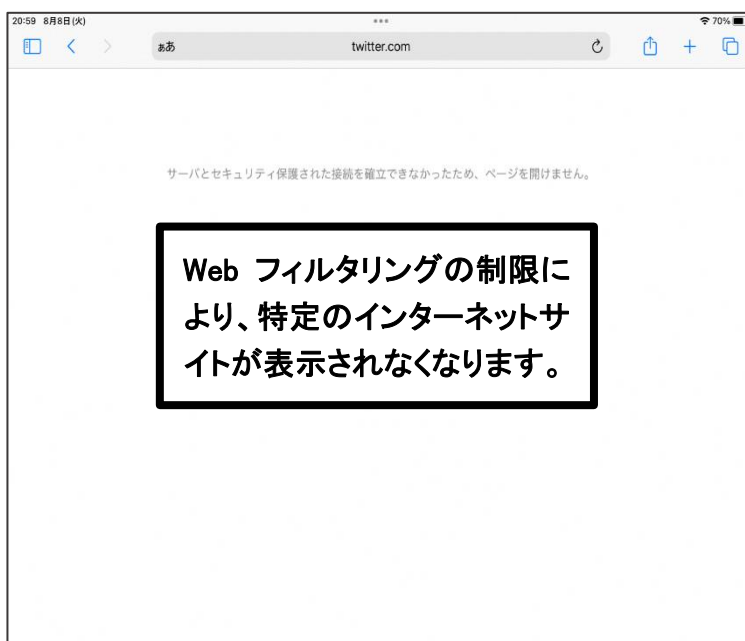 20:59 8月8日(火) 70%
ああ twitter.com
サーバとセキュリティ保護された接続を確立できなかったため、ページを開けません。
Web フィルタリングの制限に
より、特定のインターネットサ
イトが表示されなくなります。